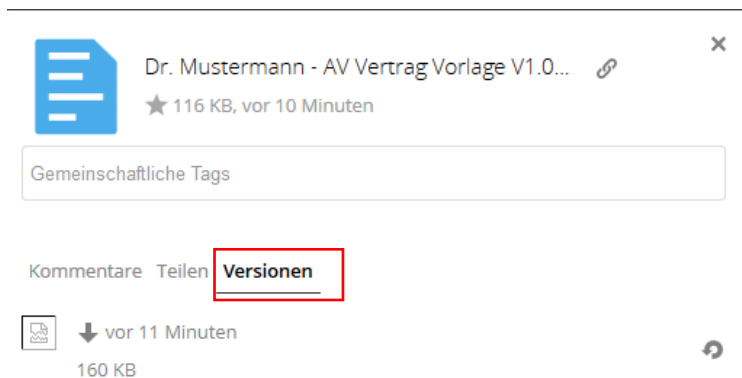 Dr. Mustermann - AV Vertrag Vorlage V1.0...
116 KB, vor 10 Minuten
Gemeinschaftliche Tags
Kommentare Teilen Versionen
vor 11 Minuten
160 KB